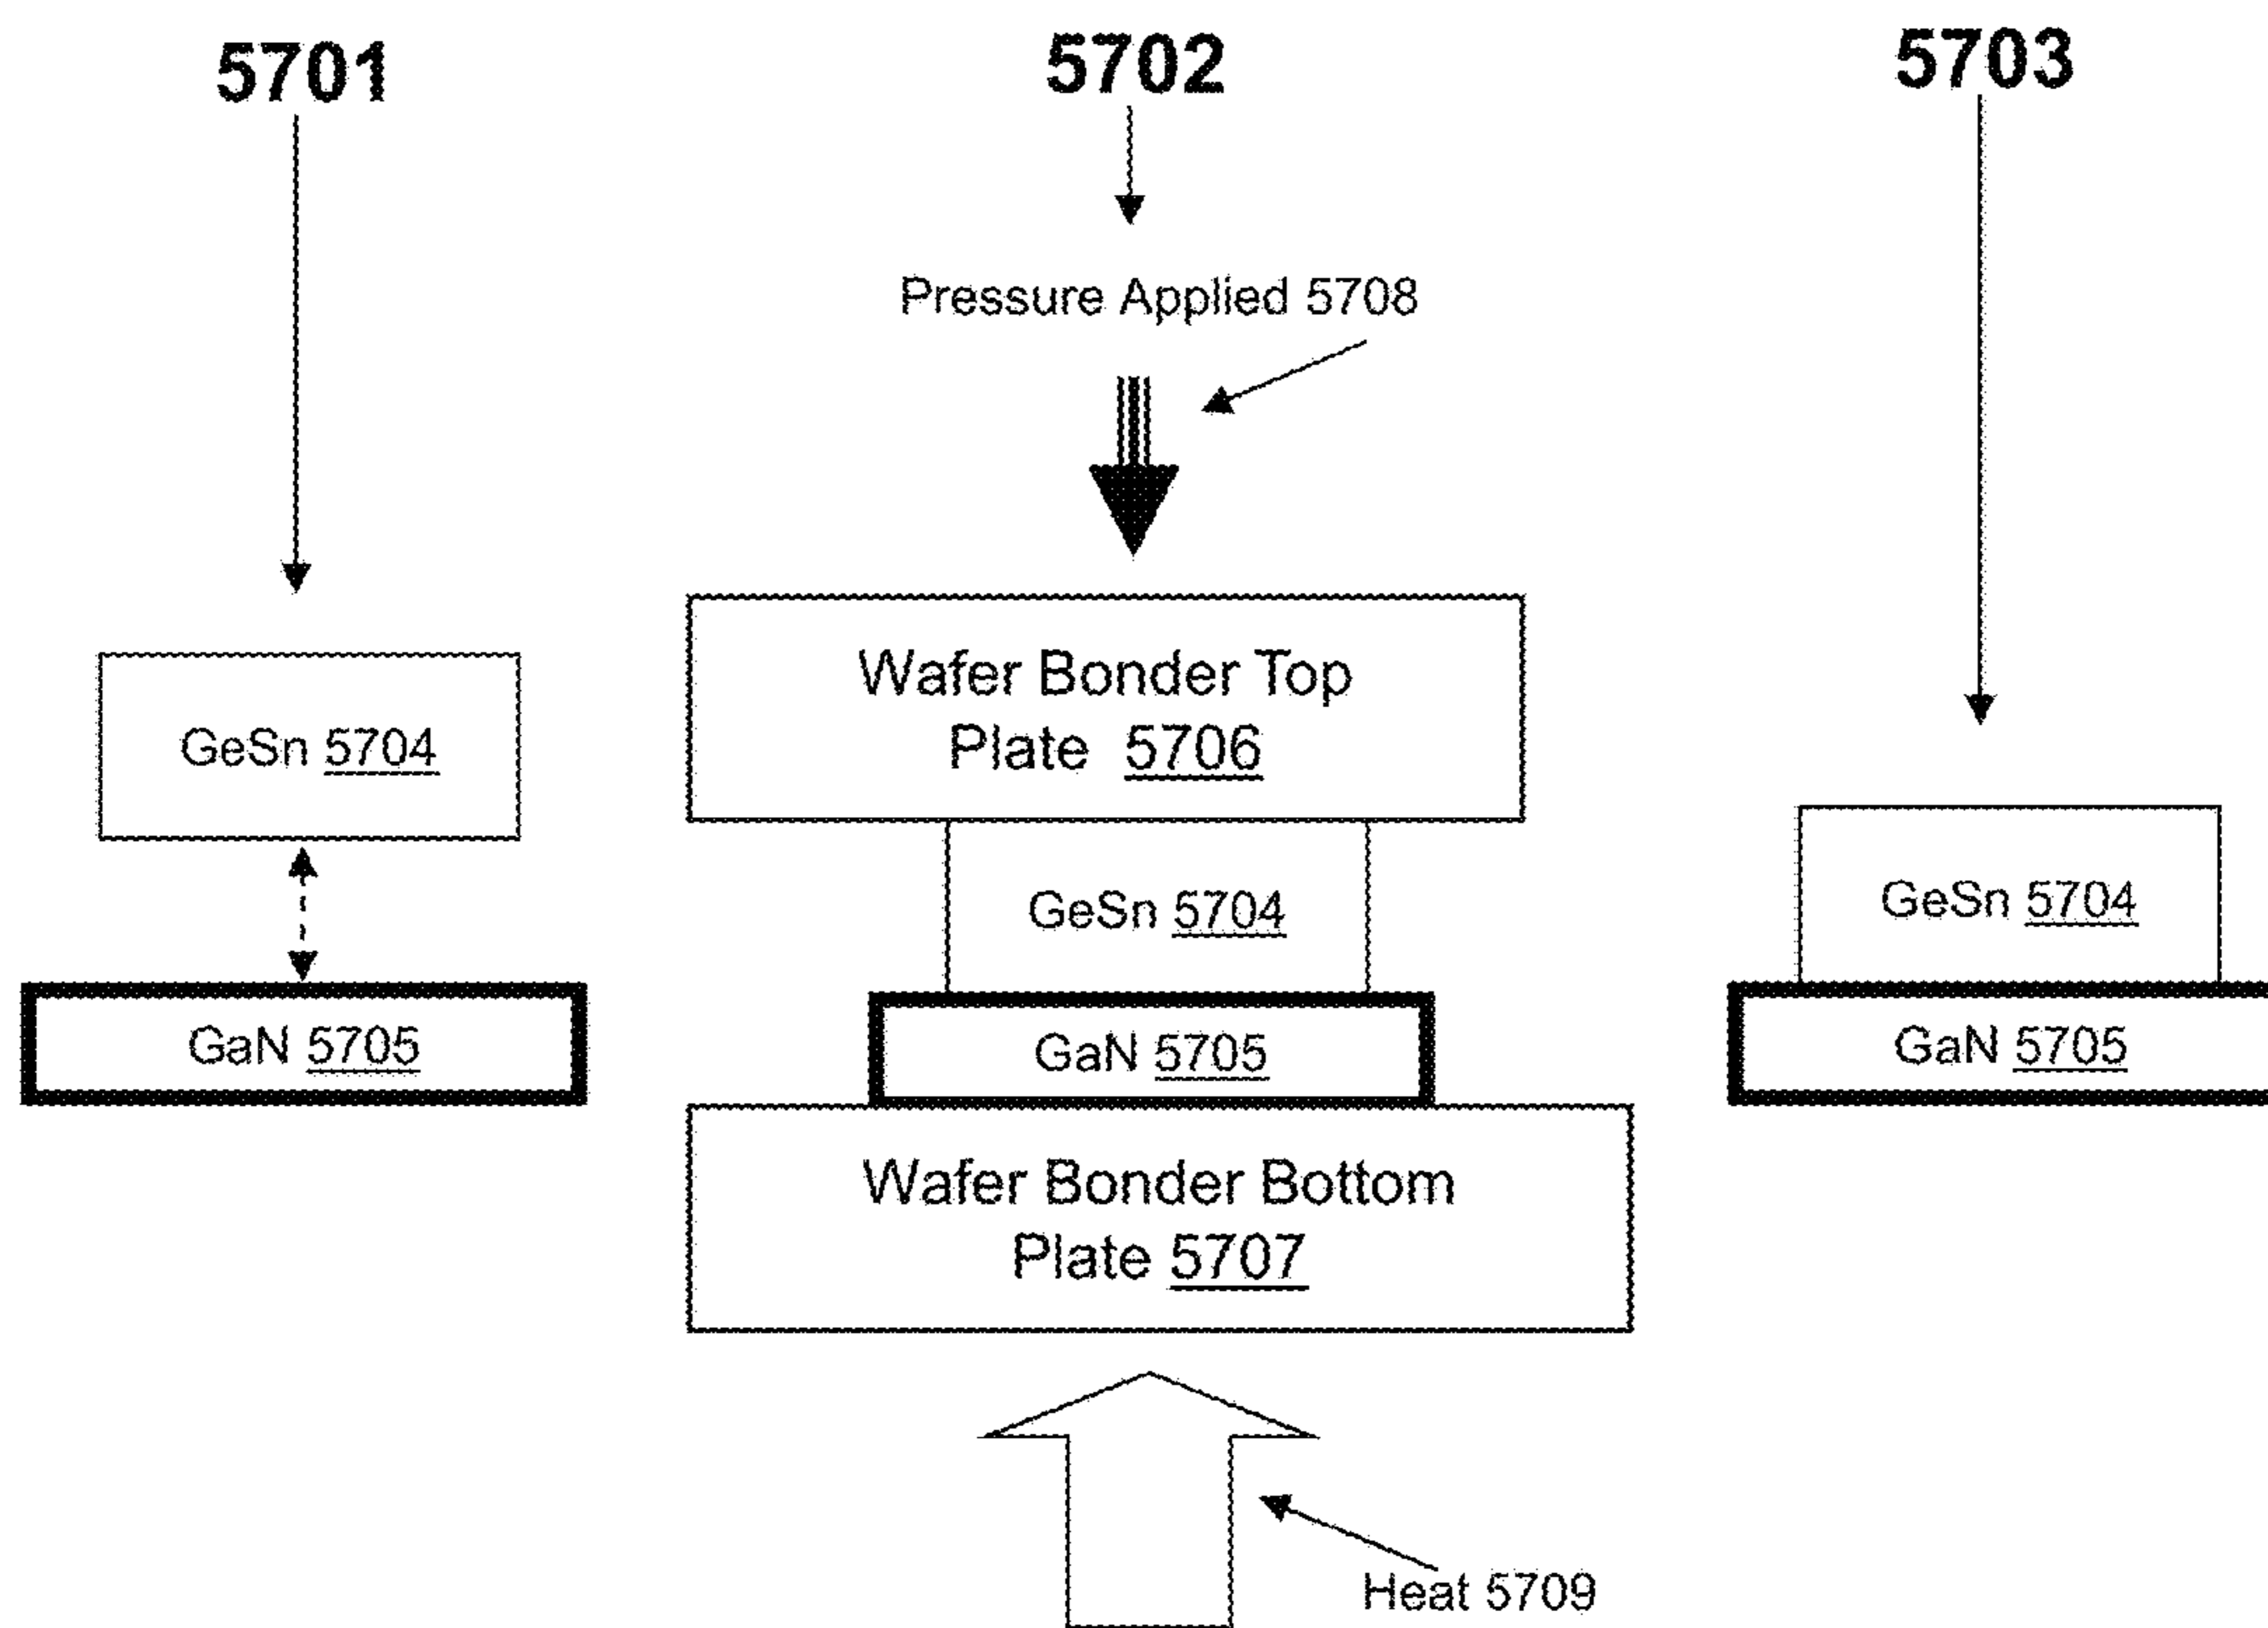 5701
5702
5703
Pressure Applied 5708
Wafer Bonder Top
Plate 5706
GeSn 5704
GeSn 5704
GeSn 5704
GaN 5705
GaN 5705
GaN 5705
Wafer Bonder Bottom
Plate 5707
Heat 5709